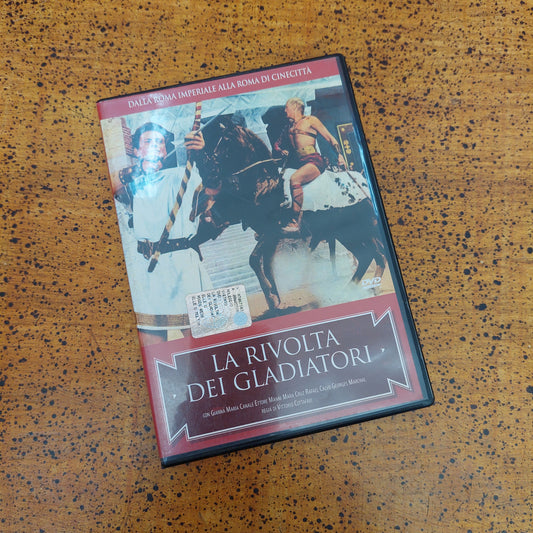 DALLA ROMA IMPERIALE ALLA ROMA DI CINECITTÀ
DVD
LA RIVOLTA
DEI GLADIATORI
CON GIANNA MARIA CANALE ETTORE MANNI MARA CRUZ RAFAEL CALVO GEORGES MARCHAL
REGIA DI VITTORIO COTTAFAVI